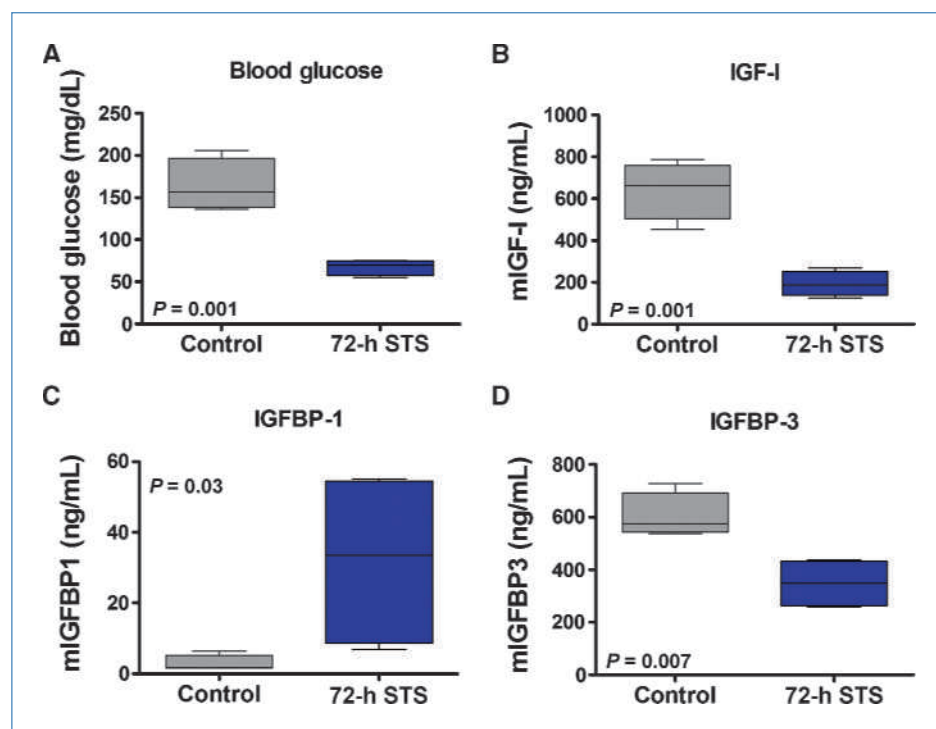 A
Blood glucose
Blood glucose (mg/dL)
250
200
150
100
50
0
P = 0.001
Control
72-h STS
B
IGF-I
mIGF-I (ng/mL)
1000
800
600
400
200
0
P = 0.001
Control
72-h STS
C
IGFBP-1
mIGFBP1 (ng/mL)
60
40
20
0
P = 0.03
Control
72-h STS
D
IGFBP-3
mIGFBP3 (ng/mL)
800
600
400
200
0
P = 0.007
Control
72-h STS